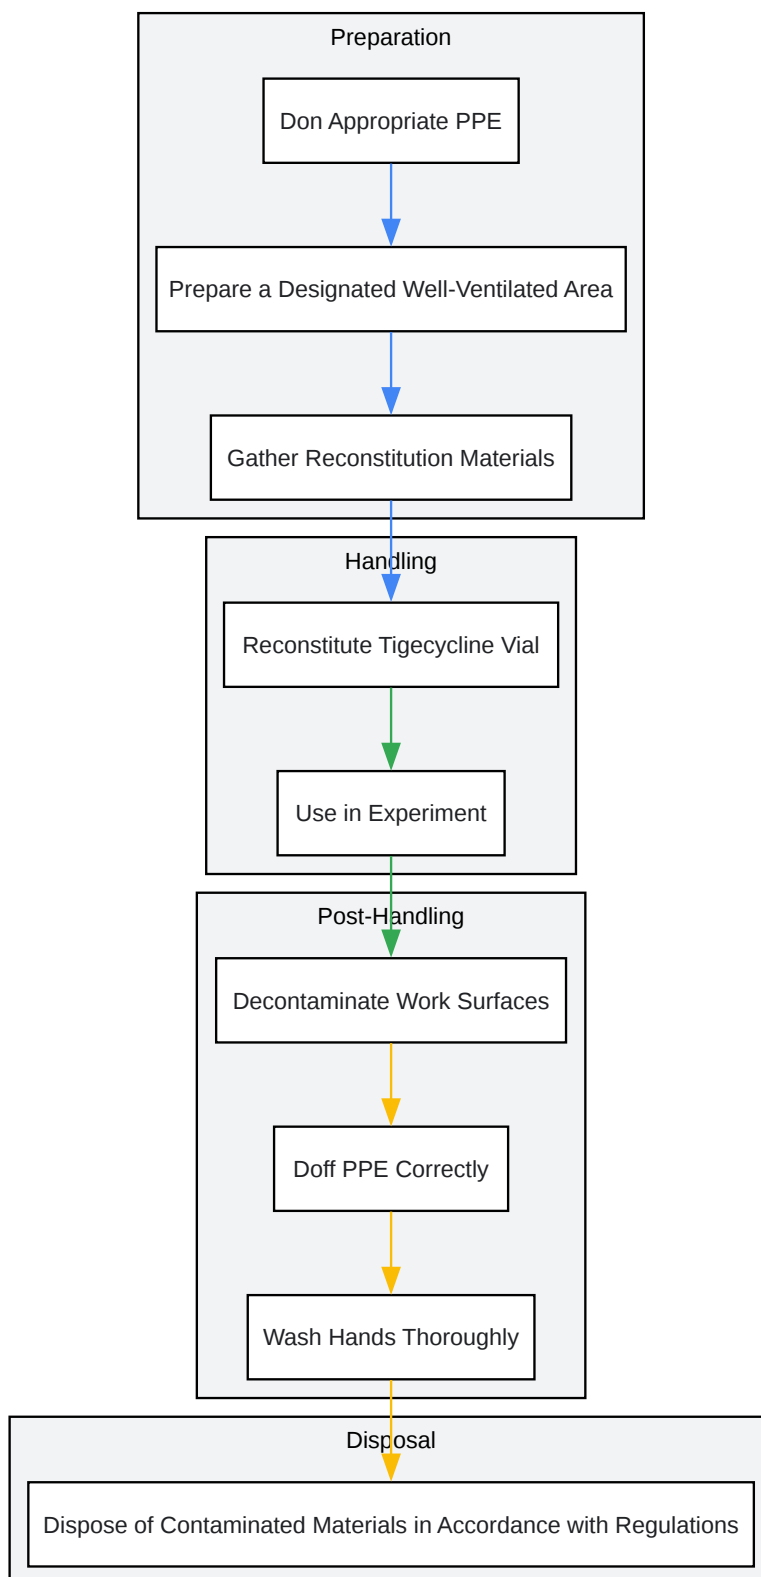 Preparation
Don Appropriate PPE
Prepare a Designated Well-Ventilated Area
Gather Reconstitution Materials
Handling
Reconstitute Tigecycline Vial
Use in Experiment
Post-Handling
Decontaminate Work Surfaces
Doff PPE Correctly
Wash Hands Thoroughly
Disposal
Dispose of Contaminated Materials in Accordance with Regulations